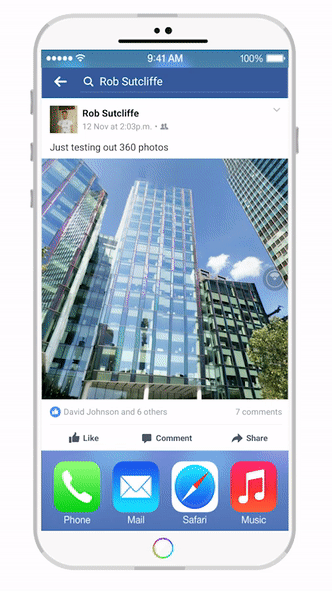 9:41 AM
100%
Rob Sutcliffe
Rob Sutcliffe
12 Nov at 2:03p.m. •
Just testing out 360 photos
David Johnson and 6 others 7 comments
Like Comment Share
Phone Mail Safari Music